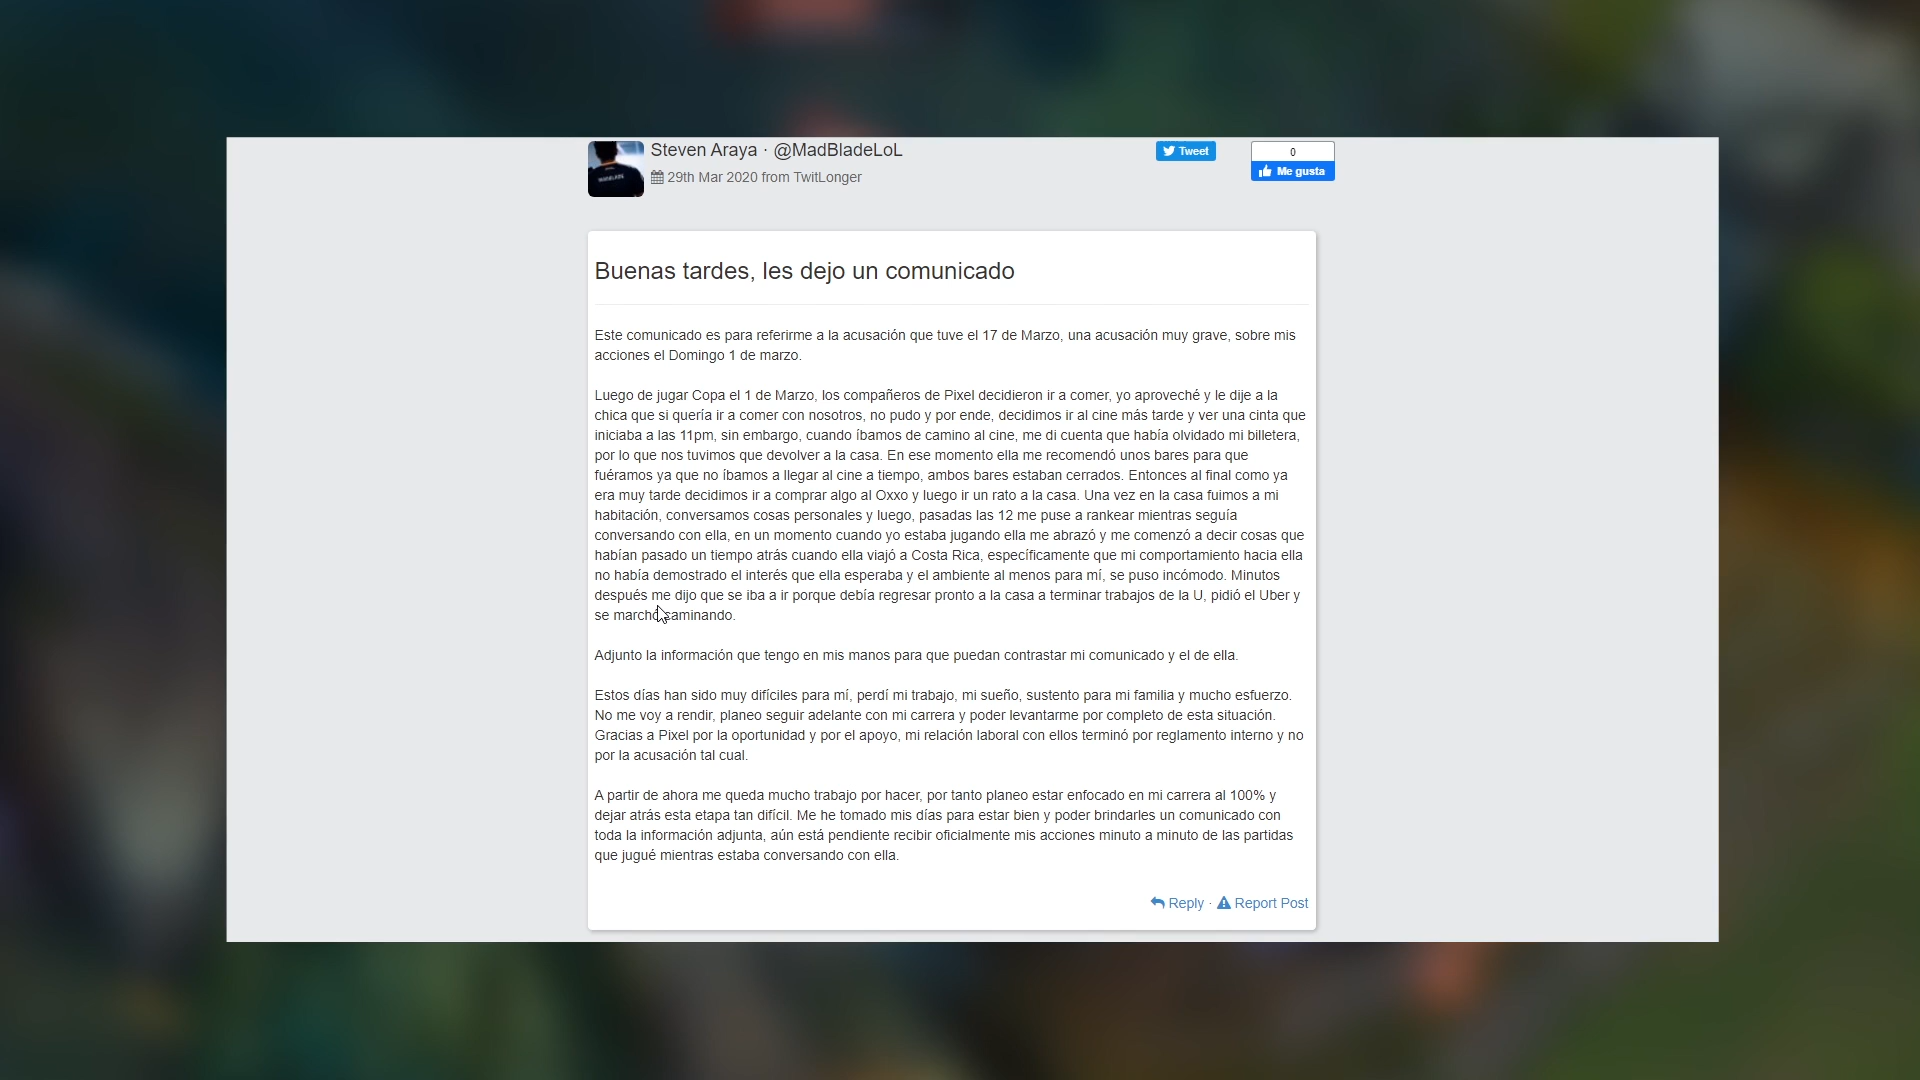 Steven Araya · @MadBladeLoL
29th Mar 2020 from TwitLonger
Tweet
0
Me gusta
Buenas tardes, les dejo un comunicado
Este comunicado es para referirme a la acusación que tuve el 17 de Marzo, una acusación muy grave, sobre mis
acciones el Domingo 1 de marzo.
Luego de jugar Copa el 1 de Marzo, los compañeros de Pixel decidieron ir a comer, yo aproveché y le dije a la
chica que si quería ir a comer con nosotros, no pudo y por ende, decidimos ir al cine más tarde y ver una cinta que
iniciaba a las 11pm, sin embargo, cuando íbamos de camino al cine, me di cuenta que había olvidado mi billetera,
por lo que nos tuvimos que devolver a la casa. En ese momento ella me recomendó unos bares para que
fuéramos ya que no íbamos a llegar al cine a tiempo, ambos bares estaban cerrados. Entonces al final como ya
era muy tarde decidimos ir a comprar algo al Oxxo y luego ir un rato a la casa. Una vez en la casa fuimos a mi
habitación, conversamos cosas personales y luego, pasadas las 12 me puse a rankear mientras seguía
conversando con ella, en un momento cuando yo estaba jugando ella me abrazó y me comenzó a decir cosas que
habían pasado un tiempo atrás cuando ella viajó a Costa Rica, específicamente que mi comportamiento hacia ella
no había demostrado el interés que ella esperaba y el ambiente al menos para mí, se puso incómodo. Minutos
después me dijo que se iba a ir porque debía regresar pronto a la casa a terminar trabajos de la U, pidió el Uber y
se marchó caminando.
Adjunto la información que tengo en mis manos para que puedan contrastar mi comunicado y el de ella.
Estos días han sido muy difíciles para mí, perdí mi trabajo, mi sueño, sustento para mi familia y mucho esfuerzo.
No me voy a rendir, planeo seguir adelante con mi carrera y poder levantarme por completo de esta situación.
Gracias a Pixel por la oportunidad y por el apoyo, mi relación laboral con ellos terminó por reglamento interno y no
por la acusación tal cual.
A partir de ahora me queda mucho trabajo por hacer, por tanto planeo estar enfocado en mi carrera al 100% y
dejar atrás esta etapa tan difícil. Me he tomado mis días para estar bien y poder brindarles un comunicado con
toda la información adjunta, aún está pendiente recibir oficialmente mis acciones minuto a minuto de las partidas
que jugué mientras estaba conversando con ella.
Reply · Report Post